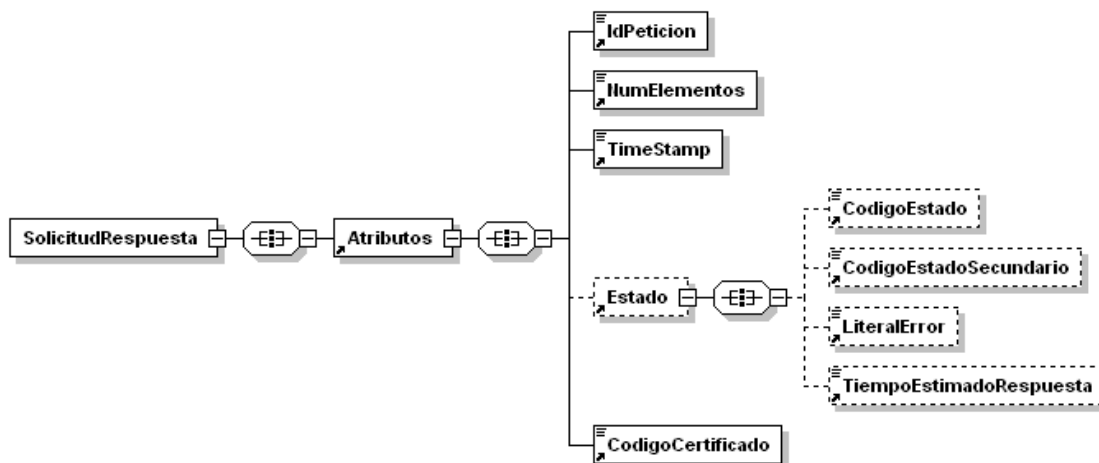 IdPeticion
NumElementos
TimeStamp
SolicitudRespuesta
Atributos
Estado
CodigoEstado
CodigoEstadoSecundario
LiteralError
TiempoEstimadoRespuesta
CodigoCertificado